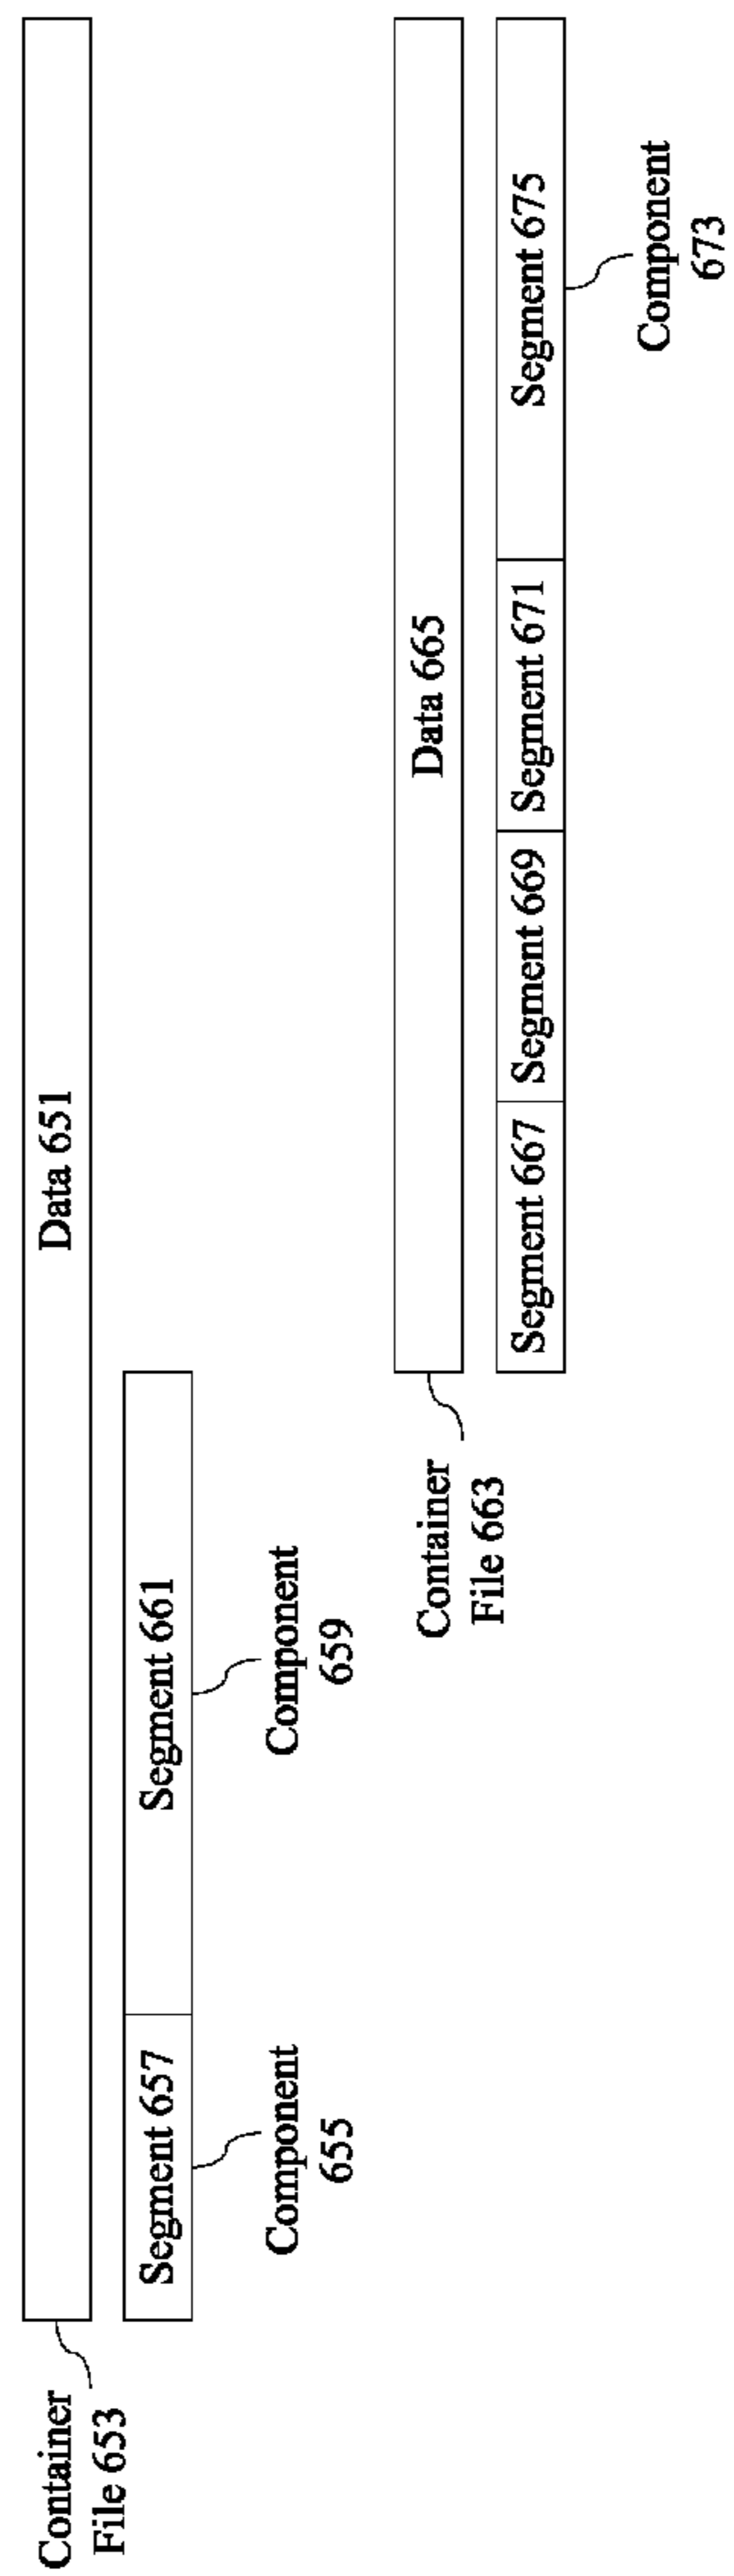 Data 651
Container
File 653
Segment 657
Segment 661
Component
655
Component
659
Data 665
Container
File 663
Segment 667
Segment 669
Segment 671
Segment 675
Component
673